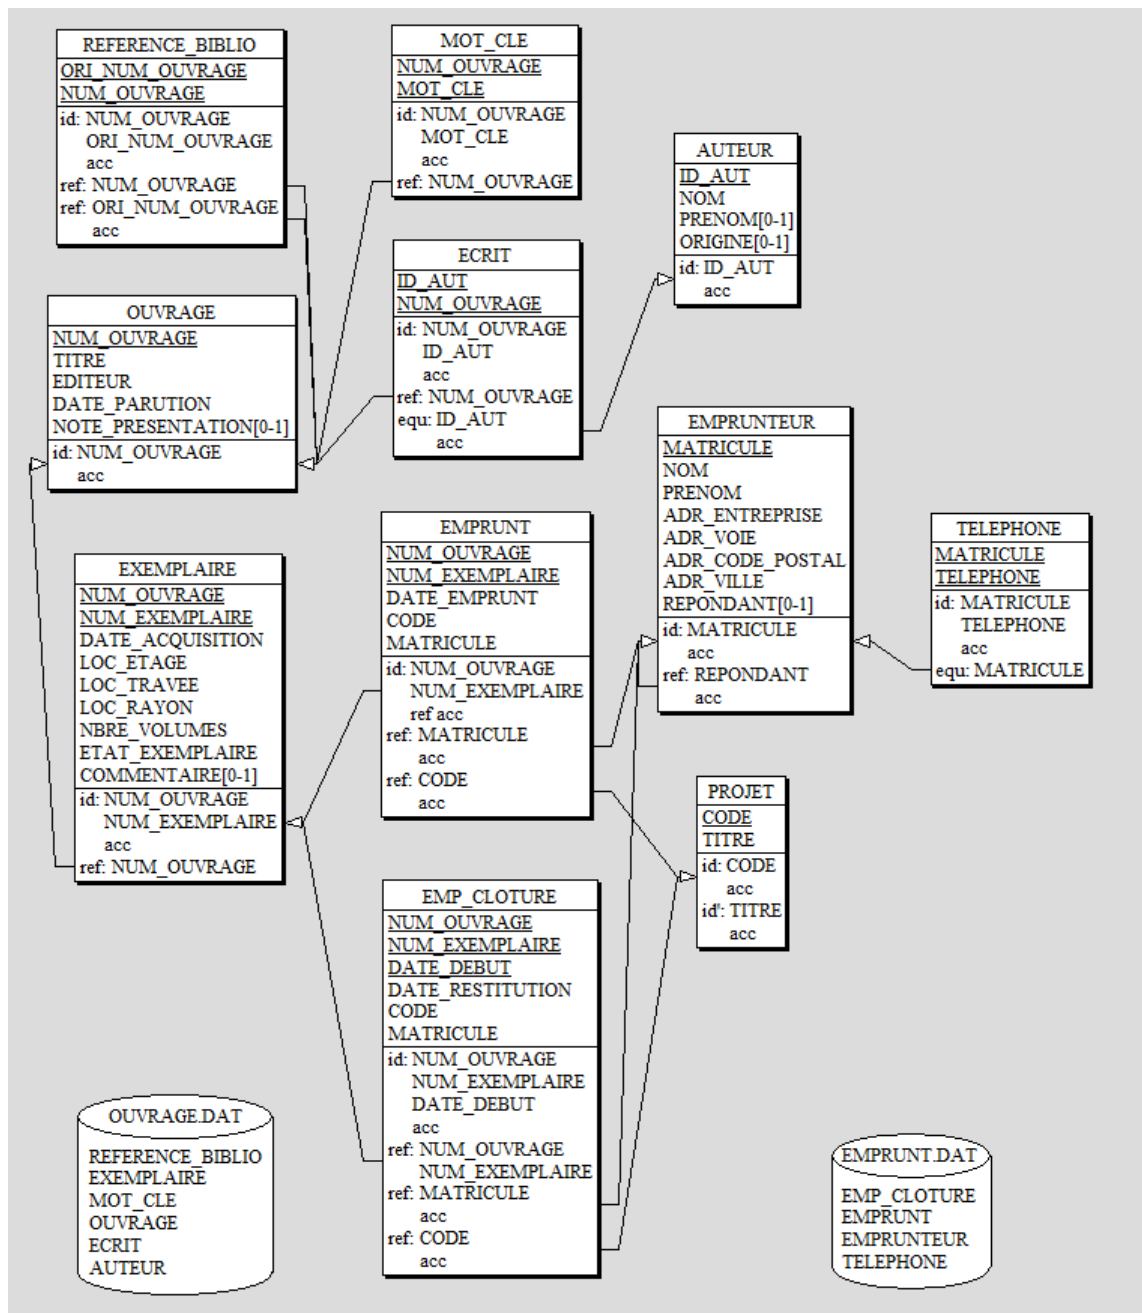 REFERENCE_BIBLIO
ORI_NUM_OUVRAGE
NUM_OUVRAGE
id: NUM_OUVRAGE
ORI_NUM_OUVRAGE
acc
ref: NUM_OUVRAGE
ref: ORI_NUM_OUVRAGE
acc
MOT_CLE
NUM_OUVRAGE
MOT_CLE
id: NUM_OUVRAGE
MOT_CLE
acc
ref: NUM_OUVRAGE
AUTEUR
ID_AUT
NOM
PRENOM[0-1]
ORIGINE[0-1]
id: ID_AUT
acc
ECRIT
ID_AUT
NUM_OUVRAGE
id: NUM_OUVRAGE
ID_AUT
acc
ref: NUM_OUVRAGE
equ: ID_AUT
acc
OUVRAGE
NUM_OUVRAGE
TITRE
EDITEUR
DATE_PARUTION
NOTE_PRESENTATION[0-1]
id: NUM_OUVRAGE
acc
EMPRUNTEUR
MATRICULE
NOM
PRENOM
ADR_ENTREPRISE
ADR_VOIE
ADR_CODE_POSTAL
ADR_VILLE
REPONDANT[0-1]
id: MATRICULE
acc
ref: REPONDANT
acc
TELEPHONE
MATRICULE
TELEPHONE
id: MATRICULE
TELEPHONE
acc
equ: MATRICULE
EMPRUNT
NUM_OUVRAGE
NUM_EXEMPLAIRE
DATE_EMPRUNT
CODE
MATRICULE
id: NUM_OUVRAGE
NUM_EXEMPLAIRE
ref acc
ref: MATRICULE
acc
ref: CODE
acc
EXEMPLAIRE
NUM_OUVRAGE
NUM_EXEMPLAIRE
DATE_ACQUISITION
LOC_ETAGE
LOC_TRAVEE
LOC_RAYON
NBRE_VOLUMES
ETAT_EXEMPLAIRE
COMMENTAIRE[0-1]
id: NUM_OUVRAGE
NUM_EXEMPLAIRE
acc
ref: NUM_OUVRAGE
PROJET
CODE
TITRE
id: CODE
acc
id': TITRE
acc
EMP_CLOTURE
NUM_OUVRAGE
NUM_EXEMPLAIRE
DATE_DEBUT
DATE_RESTITUTION
CODE
MATRICULE
id: NUM_OUVRAGE
NUM_EXEMPLAIRE
DATE_DEBUT
acc
ref: NUM_OUVRAGE
NUM_EXEMPLAIRE
ref: MATRICULE
acc
ref: CODE
acc
OUVRAGE.DAT
REFERENCE_BIBLIO
EXEMPLAIRE
MOT_CLE
OUVRAGE
ECRIT
AUTEUR
EMPRUNT.DAT
EMP_CLOTURE
EMPRUNT
EMPRUNTEUR
TELEPHONE